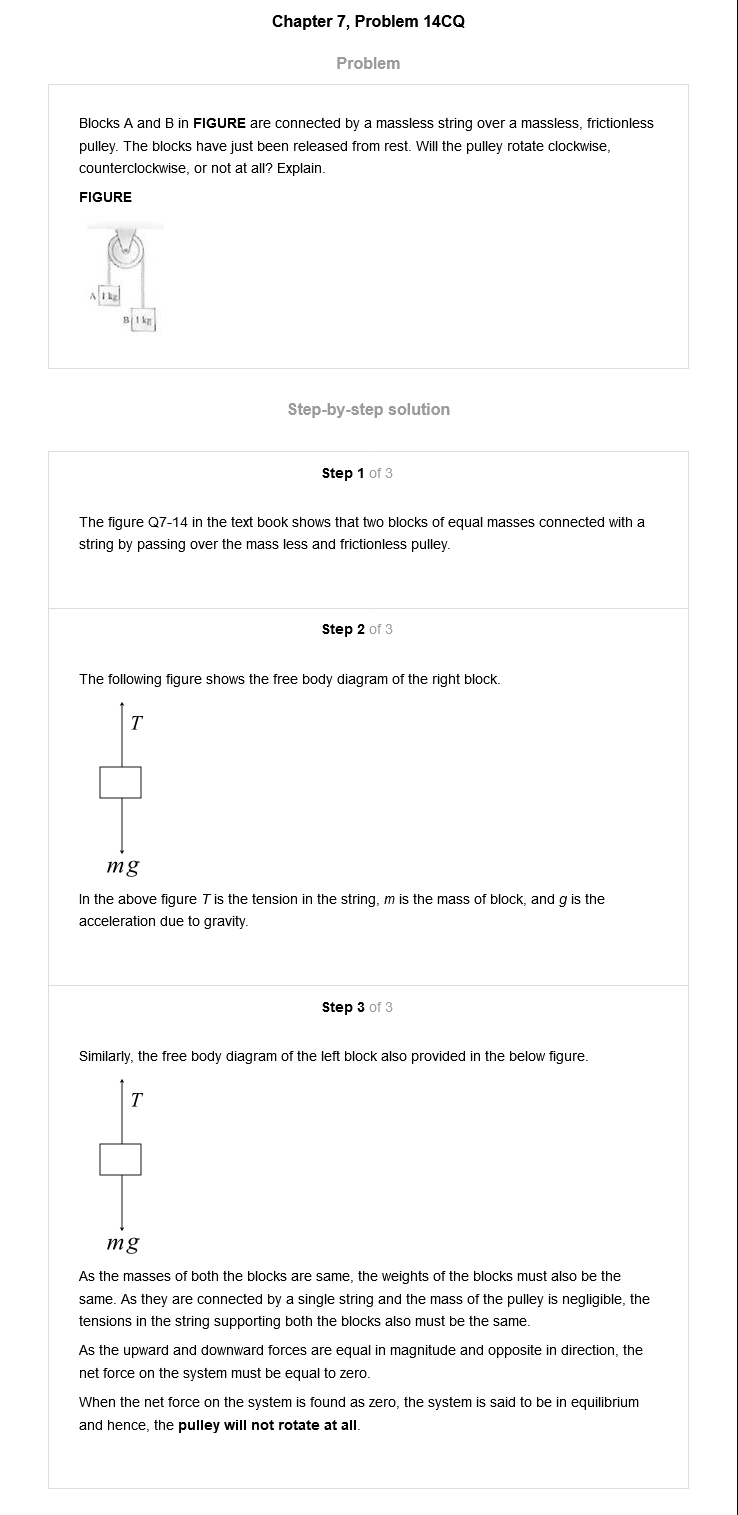 Chapter 7, Problem 14CQ
Problem
Blocks A and B in FIGURE are connected by a massless string over a massless, frictionless
pulley. The blocks have just been released from rest. Will the pulley rotate clockwise,
counterclockwise, or not at all? Explain.
FIGURE
A 1 kg
B 1 kg
Step-by-step solution
Step 1 of 3
The figure Q7-14 in the text book shows that two blocks of equal masses connected with a
string by passing over the mass less and frictionless pulley.
Step 2 of 3
The following figure shows the free body diagram of the right block.
T
mg
In the above figure T is the tension in the string, m is the mass of block, and g is the
acceleration due to gravity.
Step 3 of 3
Similarly, the free body diagram of the left block also provided in the below figure.
T
mg
As the masses of both the blocks are same, the weights of the blocks must also be the
same. As they are connected by a single string and the mass of the pulley is negligible, the
tensions in the string supporting both the blocks also must be the same.
As the upward and downward forces are equal in magnitude and opposite in direction, the
net force on the system must be equal to zero.
When the net force on the system is found as zero, the system is said to be in equilibrium
and hence, the pulley will not rotate at all.